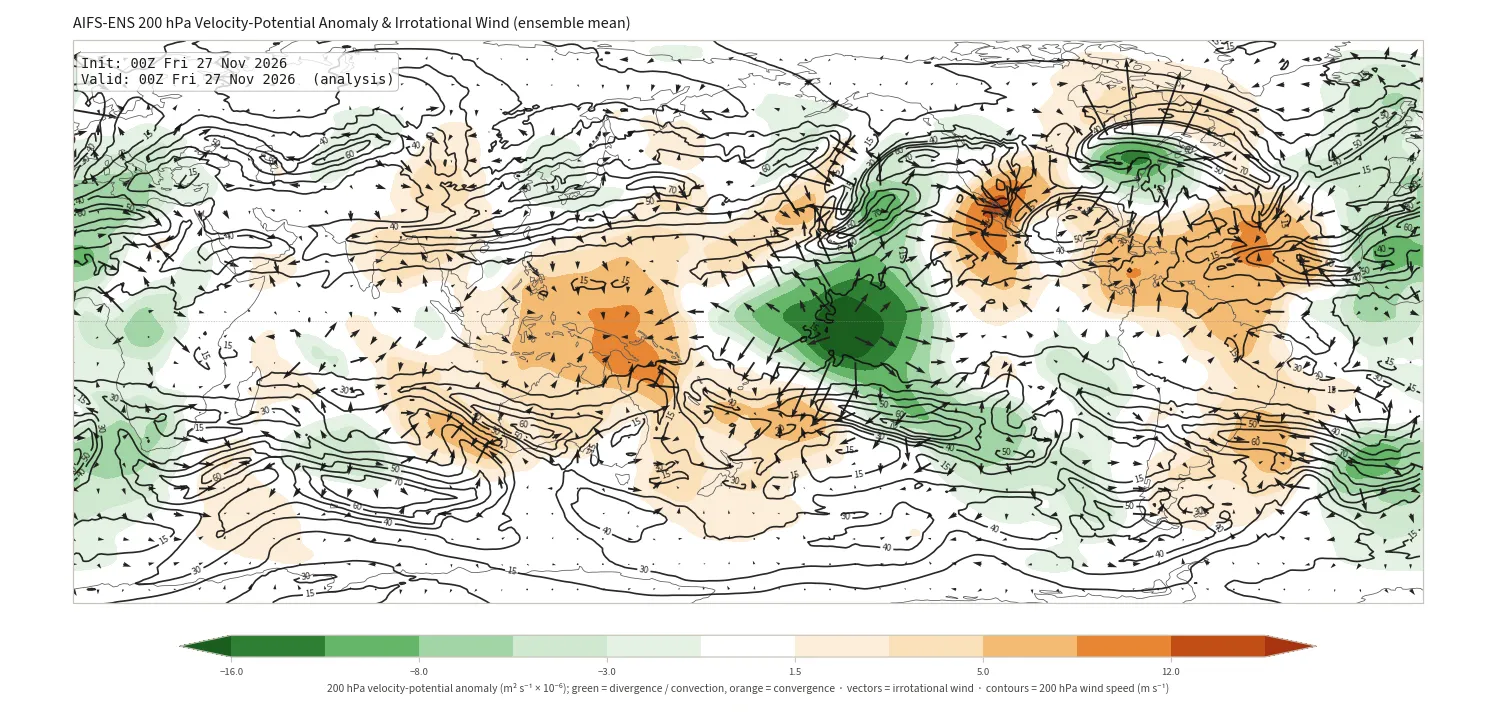 AIFS-ENS 200 hPa Velocity-Potential Anomaly & Irrotational Wind (ensemble mean)
Init: 00Z Fri 27 Nov 2026
Valid: 00Z Fri 27 Nov 2026 (analysis)
−16.0 −8.0 −3.0 1.5 5.0 12.0
200 hPa velocity-potential anomaly (m² s⁻¹ × 10⁻⁶); green = divergence / convection, orange = convergence · vectors = irrotational wind · contours = 200 hPa wind speed (m s⁻¹)